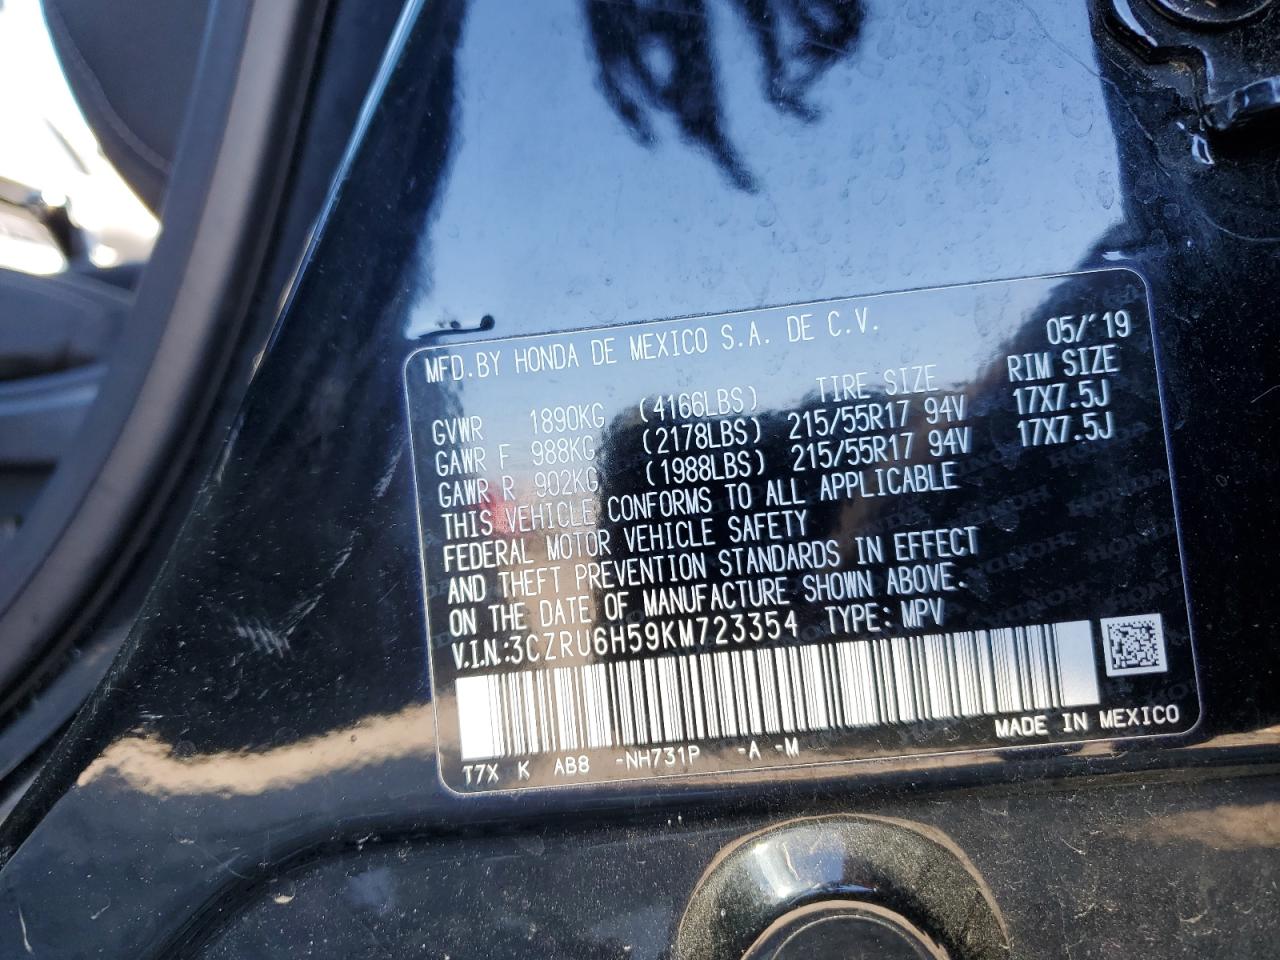 MFD.BY HONDA DE MEXICO S.A. DE C.V. 05/'19
GVWR 1890KG (4166LBS) TIRE SIZE RIM SIZE
GAWR F 988KG (2178LBS) 215/55R17 94V 17X7.5J
GAWR R 902KG (1988LBS) 215/55R17 94V 17X7.5J
THIS VEHICLE CONFORMS TO ALL APPLICABLE
FEDERAL MOTOR VEHICLE SAFETY
AND THEFT PREVENTION STANDARDS IN EFFECT
ON THE DATE OF MANUFACTURE SHOWN ABOVE.
V.I.N.:3CZRU6H59KM723354 TYPE: MPV
MADE IN MEXICO
T7X K AB8 -NH731P -A -M
HONDA